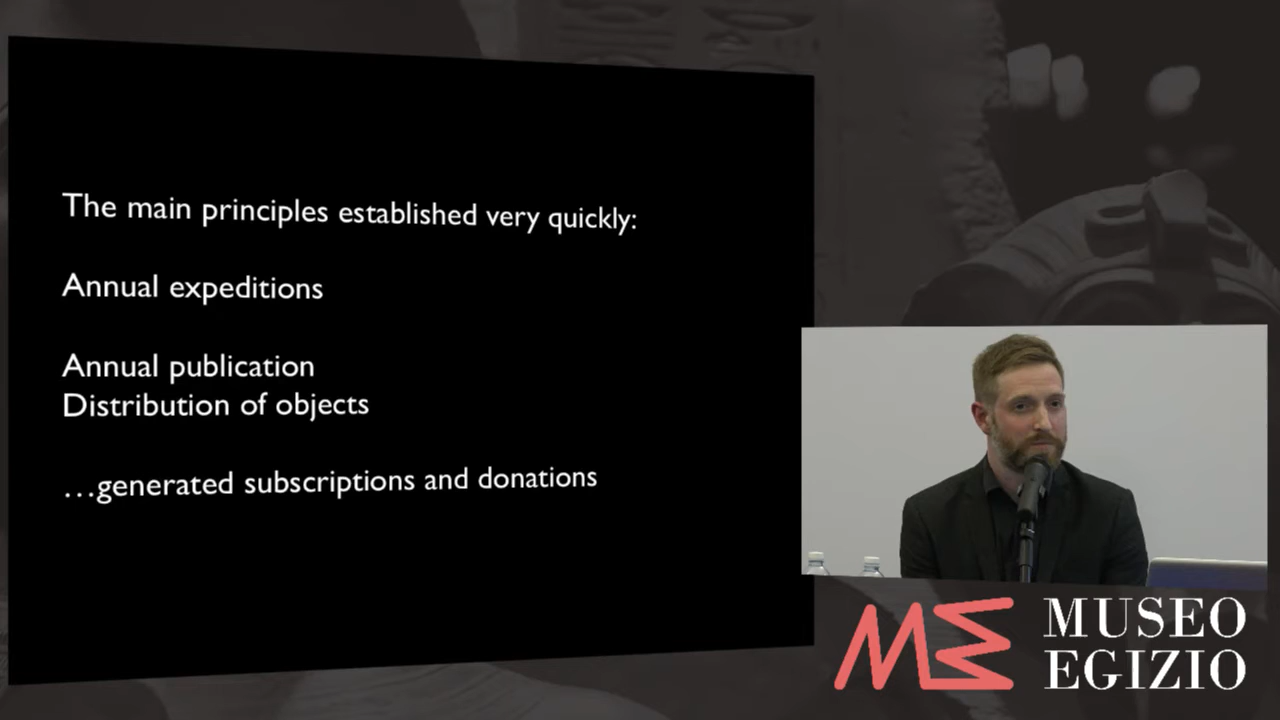 The main principles established very quickly:
Annual expeditions
Annual publication
Distribution of objects
...generated subscriptions and donations
ME MUSEO
EGIZIO